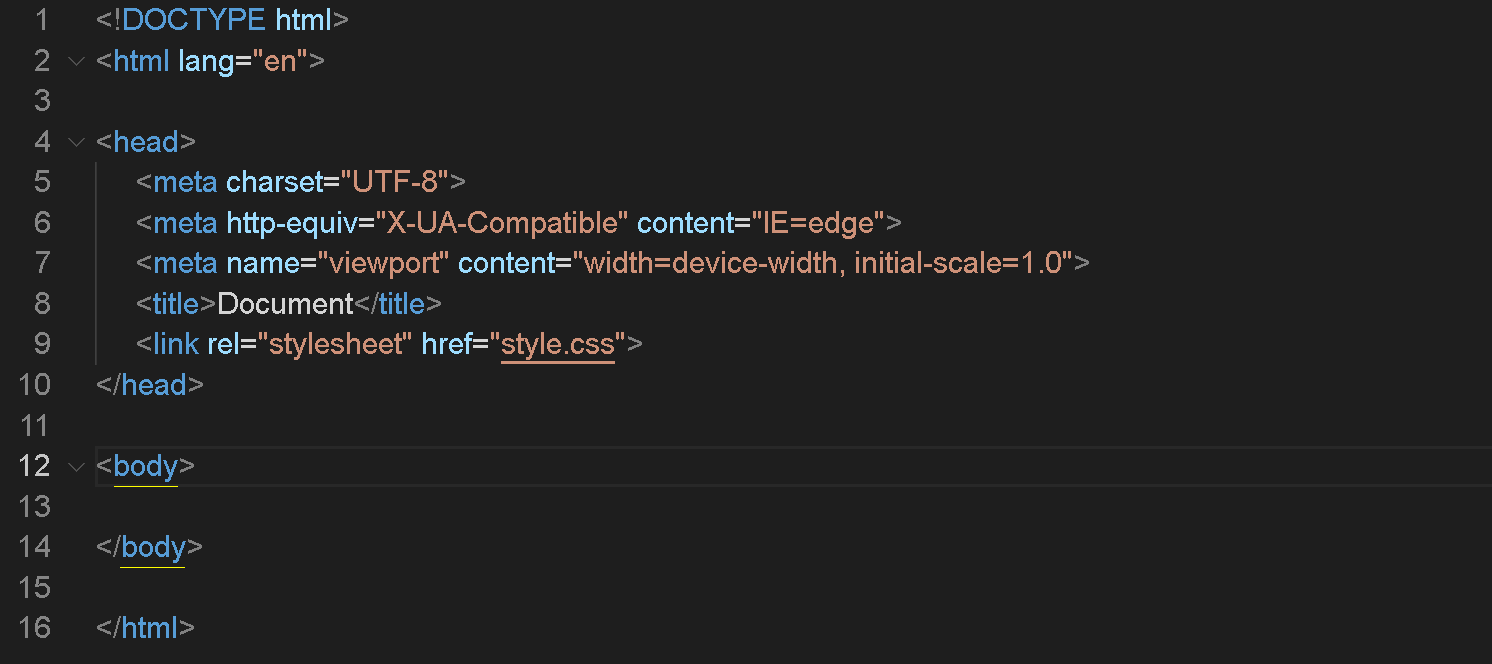 1 <!DOCTYPE html>
2 <html lang="en">
3
4 <head>
5 <meta charset="UTF-8">
6 <meta http-equiv="X-UA-Compatible" content="IE=edge">
7 <meta name="viewport" content="width=device-width, initial-scale=1.0">
8 <title>Document</title>
9 <link rel="stylesheet" href="style.css">
10 </head>
11
12 <body>
13
14 </body>
15
16 </html>